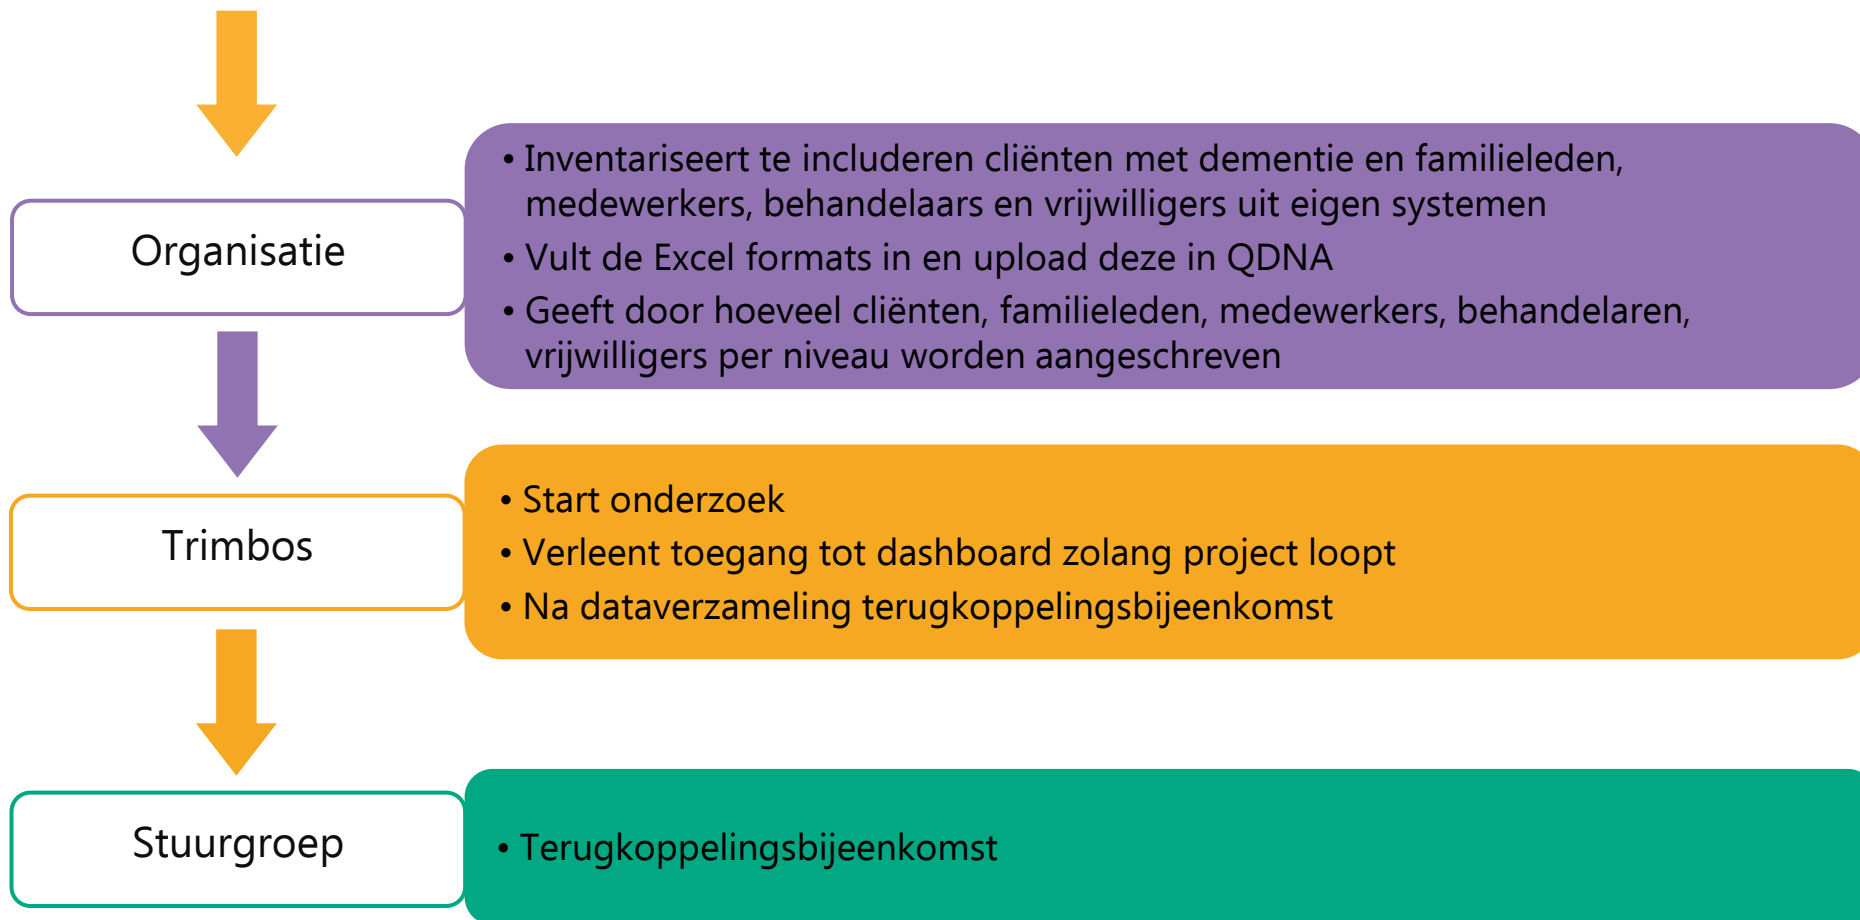 Organisatie
• Inventariseert te includeren cliënten met dementie en familieleden,
medewerkers, behandelaars en vrijwilligers uit eigen systemen
• Vult de Excel formats in en upload deze in QDNA
• Geeft door hoeveel cliënten, familieleden, medewerkers, behandelaren,
vrijwilligers per niveau worden aangeschreven
Trimbos
• Start onderzoek
• Verleent toegang tot dashboard zolang project loopt
• Na dataverzameling terugkoppelingsbijeenkomst
Stuurgroep
• Terugkoppelingsbijeenkomst